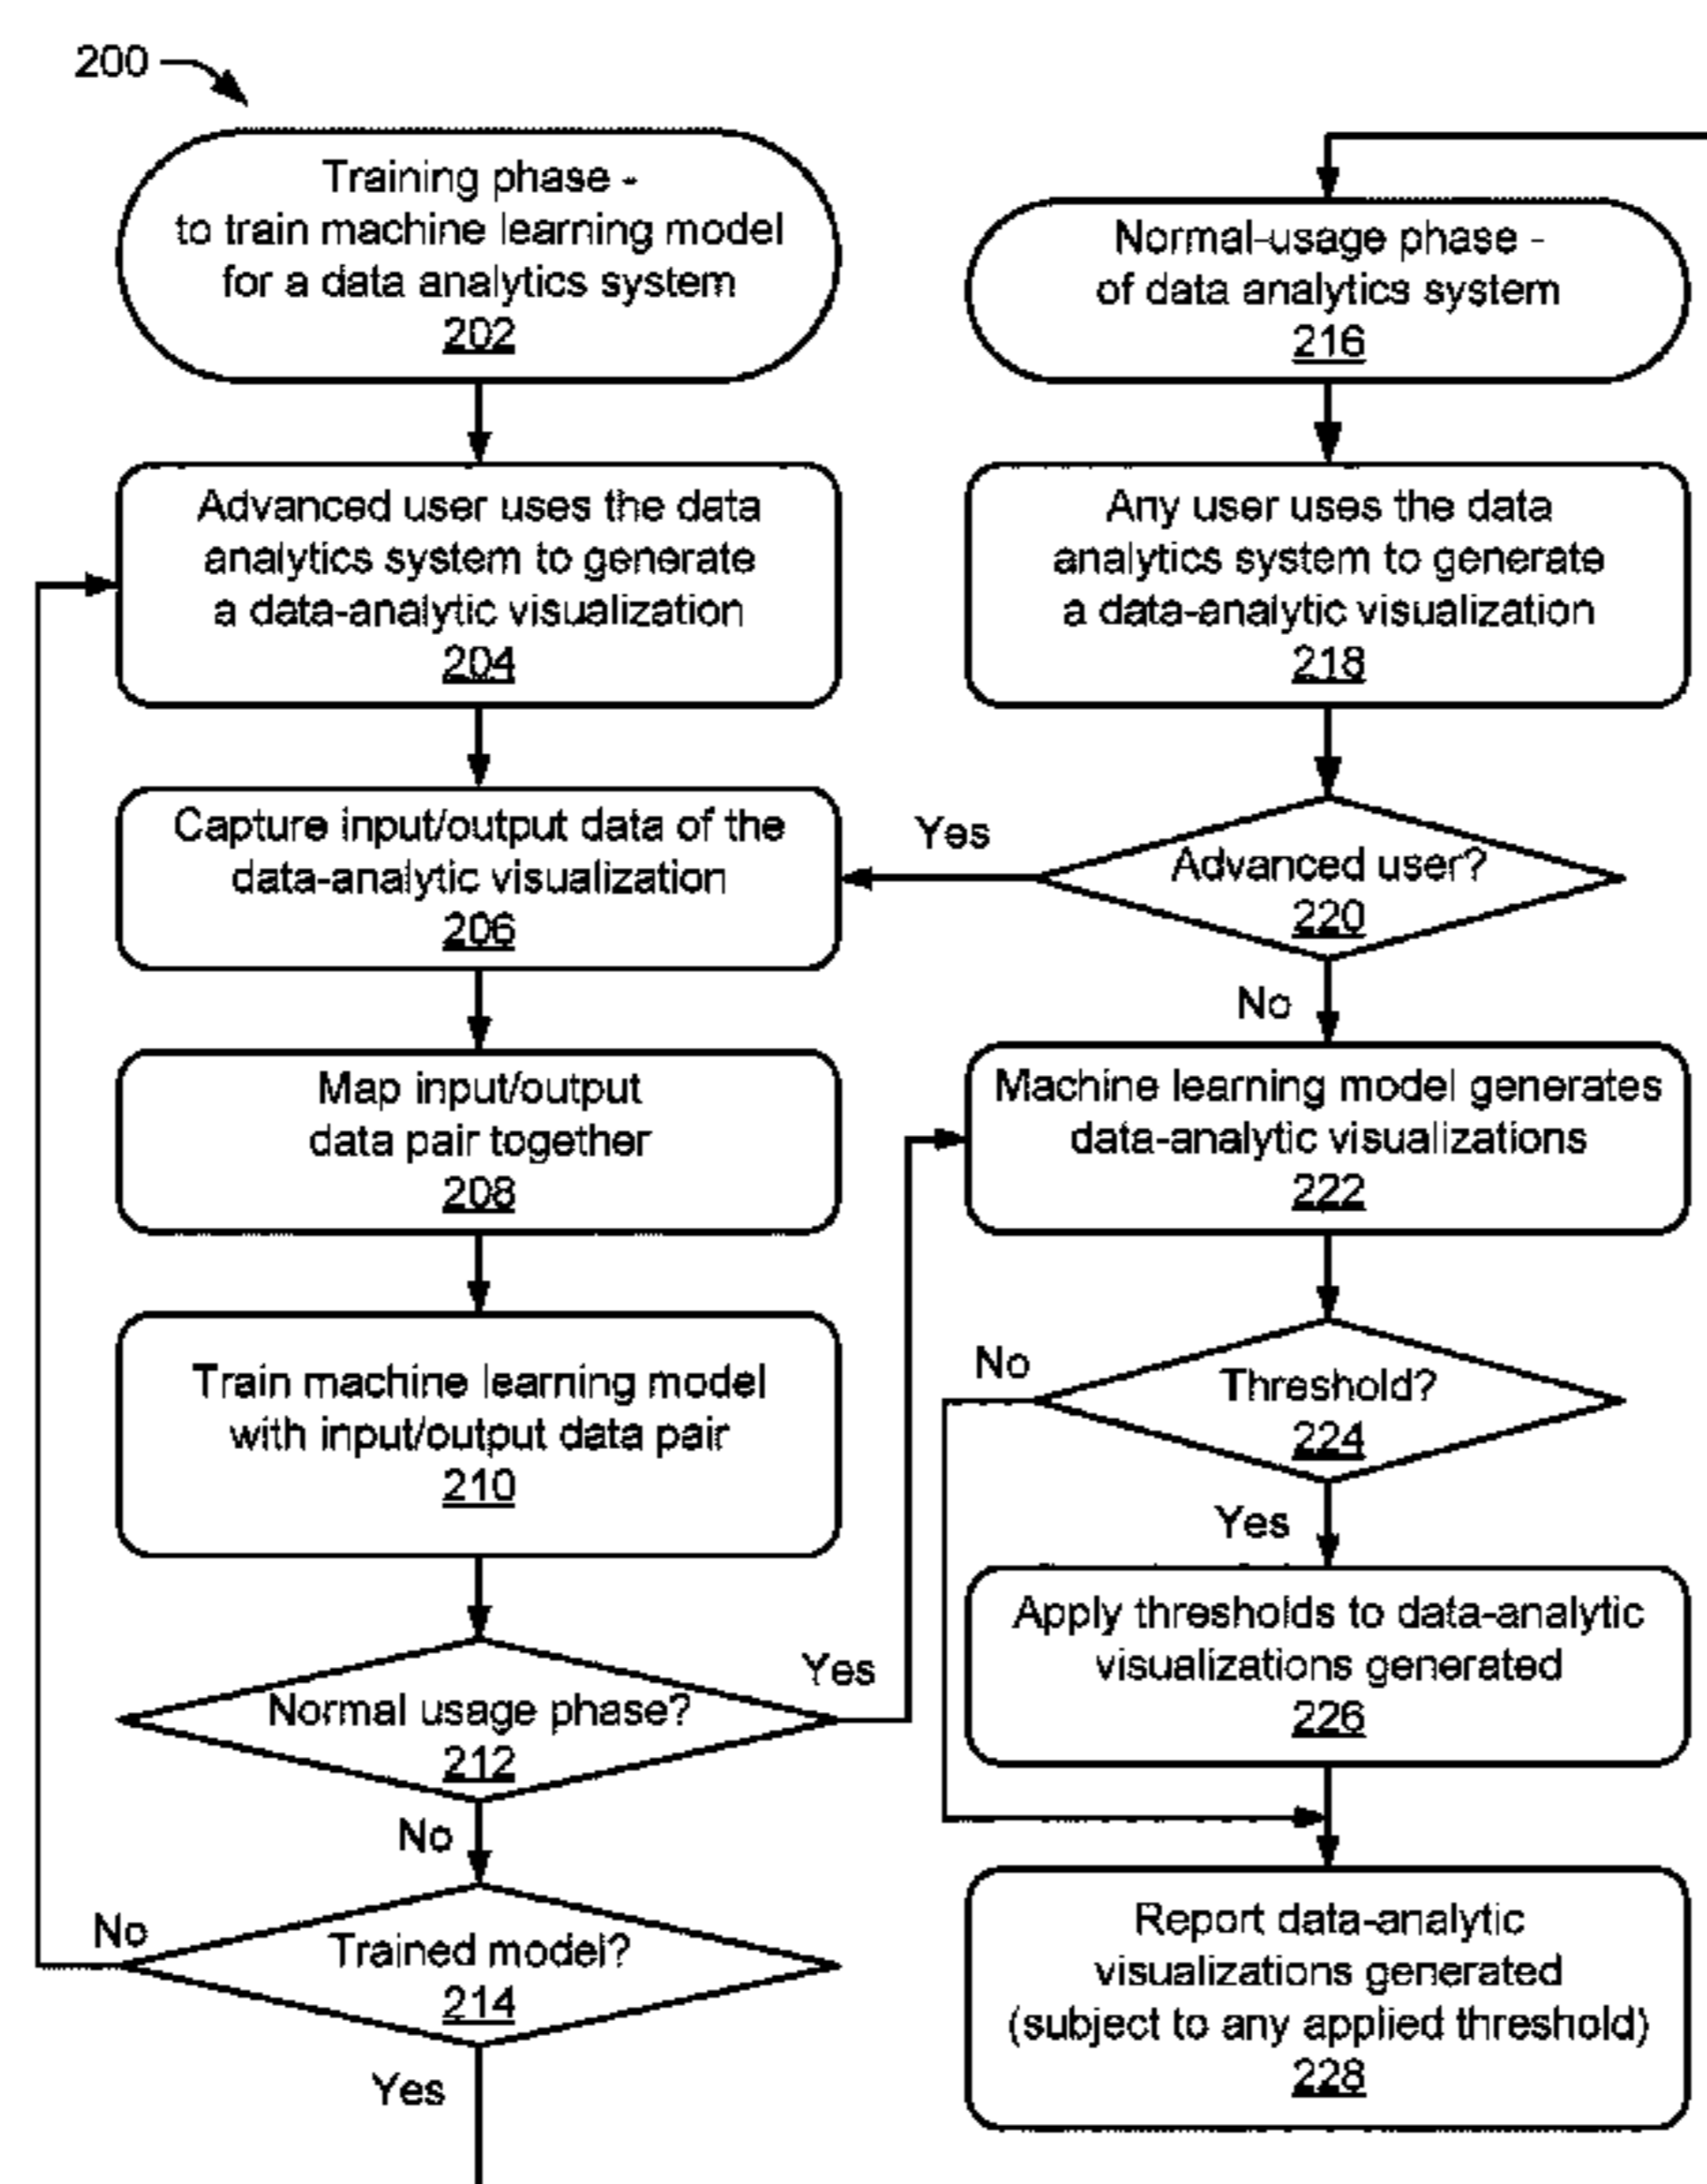 200
Training phase -
to train machine learning model
for a data analytics system
202
Advanced user uses the data
analytics system to generate
a data-analytic visualization
204
Capture input/output data of the
data-analytic visualization
206
Map input/output
data pair together
208
Train machine learning model
with input/output data pair
210
Normal usage phase?
212
Yes
No
Trained model?
214
No
Yes
Normal-usage phase -
of data analytics system
216
Any user uses the data
analytics system to generate
a data-analytic visualization
218
Advanced user?
220
Yes
No
Machine learning model generates
data-analytic visualizations
222
Threshold?
224
No
Yes
Apply thresholds to data-analytic
visualizations generated
226
Report data-analytic
visualizations generated
(subject to any applied threshold)
228